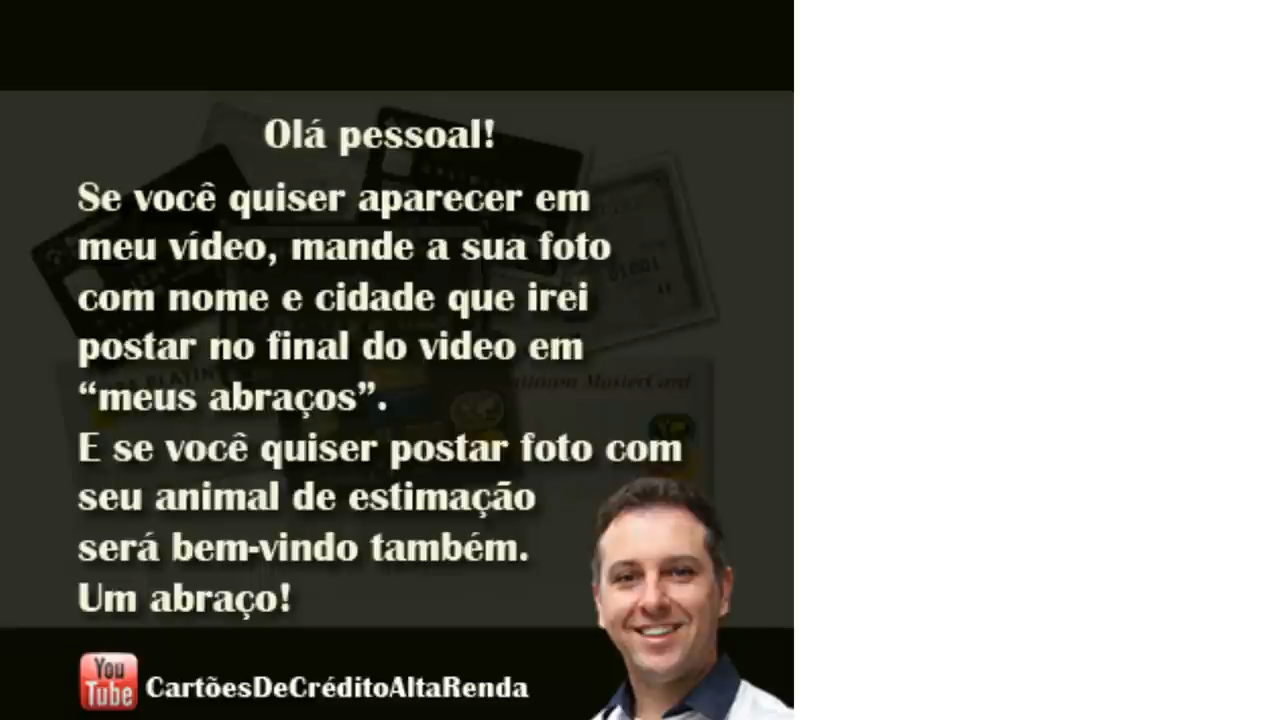 Olá pessoal!
Se você quiser aparecer em
meu vídeo, mande a sua foto
com nome e cidade que irei
postar no final do video em
“meus abraços”.
E se você quiser postar foto com
seu animal de estimação
será bem-vindo também.
Um abraço!
You
Tube
CartõesDeCréditoAltaRenda
MasterCard
01001